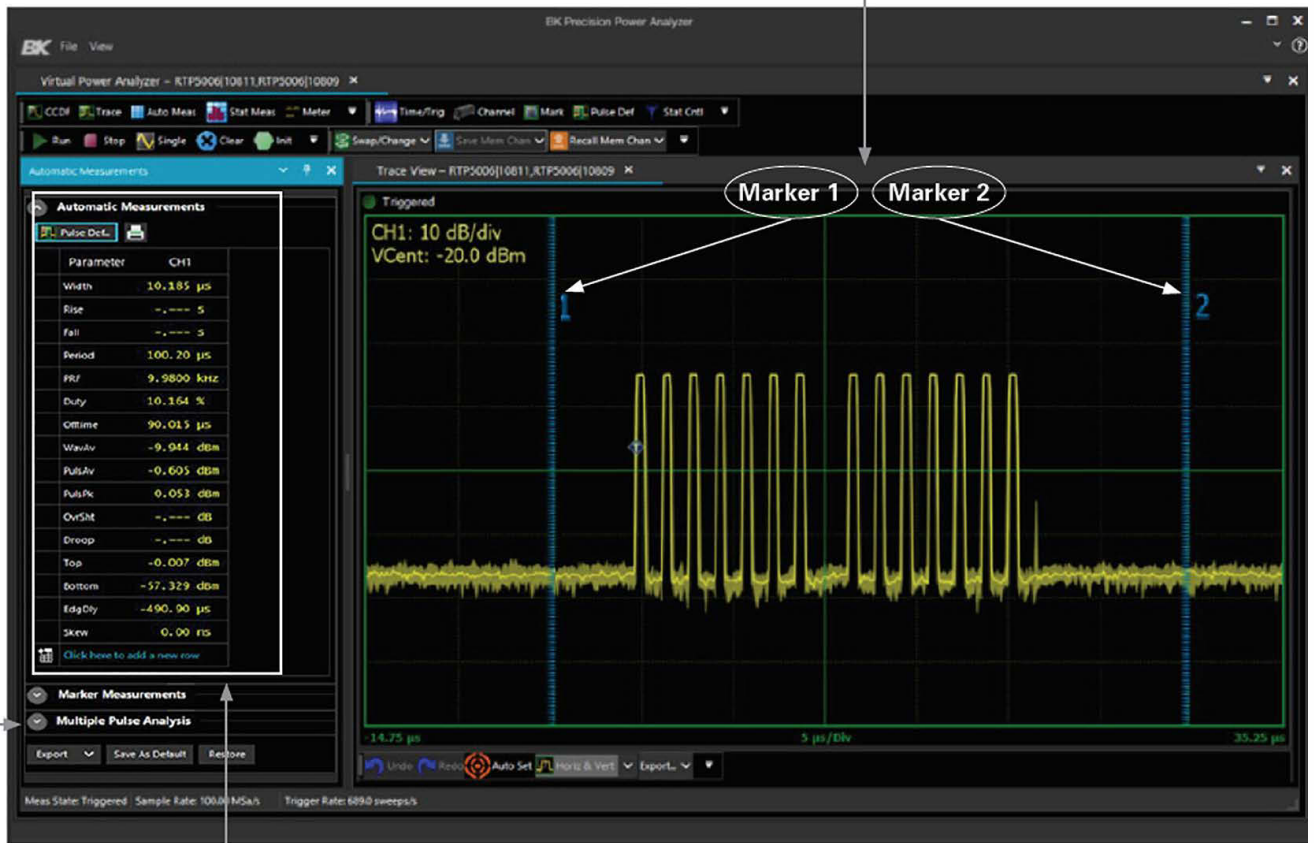 BK Precision Power Analyzer
BK File View
Virtual Power Analyzer - RTP5006|10811,RTP5006|10809
CCDF Trace Auto Meas Stat Meas Meter Time/Trig Channel Mark Pulse Def Stat Cntl
Run Stop Single Clear Init Swap/Change Save Mem Chan Recall Mem Chan
Automatic Measurements
Trace View - RTP5006|10811,RTP5006|10809
Automatic Measurements
Pulse Def...
Parameter CH1
Width 10.185 µs
Rise -.--- s
Fall -.--- s
Period 100.20 µs
PRF 9.9800 kHz
Duty 10.164 %
Offtime 90.015 µs
WavAv -9.944 dBm
PulsAv -0.605 dBm
PulsPk 0.053 dBm
OvrSht -.--- dB
Droop -.--- dB
Top -0.007 dBm
Bottom -57.329 dBm
EdgDly -490.90 µs
Skew 0.00 ns
Click here to add a new row
Marker Measurements
Multiple Pulse Analysis
Export Save As Default Restore
Triggered
Marker 1 Marker 2
CH1: 10 dB/div
VCent: -20.0 dBm
1 2
-14.75 µs 5 µs/Div 35.25 µs
Undo Redo Auto Set Horiz & Vert Export...
Meas State: Triggered Sample Rate: 100.00 MSa/s Trigger Rate: 689.0 sweeps/s